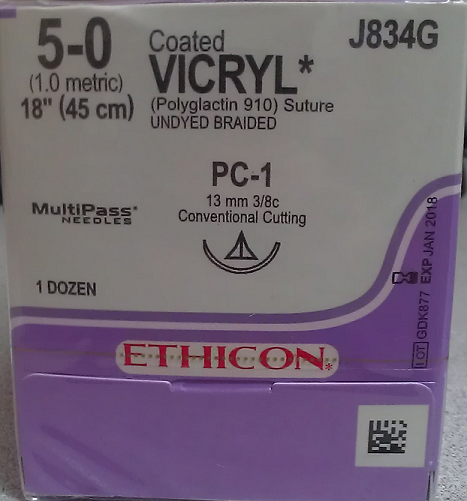 5-0
(1.0 metric)
18" (45 cm)
Coated
VICRYL*
(Polyglactin 910) Suture
UNDYED BRAIDED
J834G
PC-1
13 mm 3/8c
Conventional Cutting
MultiPass*
NEEDLES
1 DOZEN
LOT GDK877 EXP JAN 2018
ETHICON*